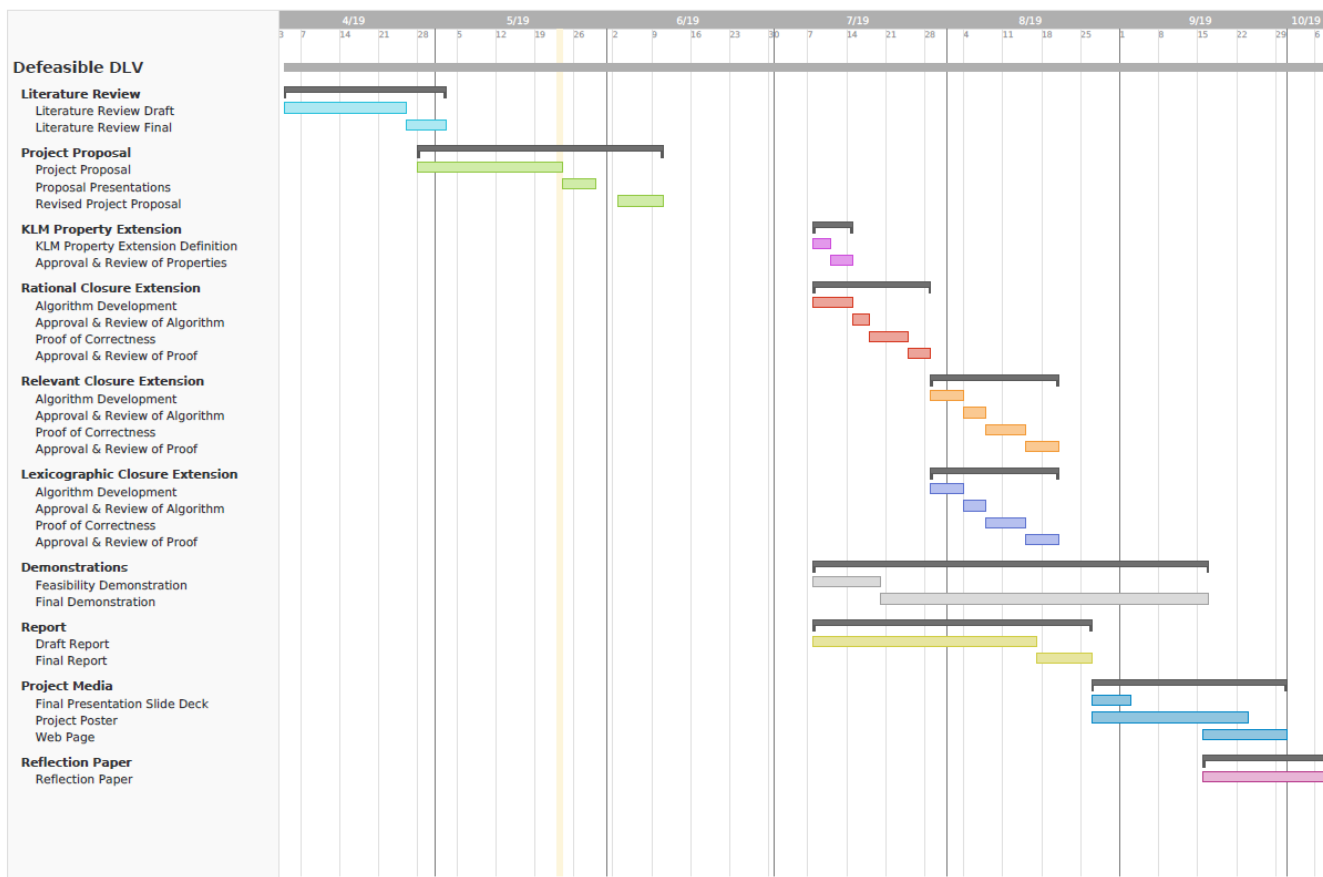 4/19 5/19 6/19 7/19 8/19 9/19 10/19
3 7 14 21 28 5 12 19 26 2 9 16 23 30 7 14 21 28 4 11 18 25 1 8 15 22 29 6
Defeasible DLV
Literature Review
Literature Review Draft
Literature Review Final
Project Proposal
Project Proposal
Proposal Presentations
Revised Project Proposal
KLM Property Extension
KLM Property Extension Definition
Approval & Review of Properties
Rational Closure Extension
Algorithm Development
Approval & Review of Algorithm
Proof of Correctness
Approval & Review of Proof
Relevant Closure Extension
Algorithm Development
Approval & Review of Algorithm
Proof of Correctness
Approval & Review of Proof
Lexicographic Closure Extension
Algorithm Development
Approval & Review of Algorithm
Proof of Correctness
Approval & Review of Proof
Demonstrations
Feasibility Demonstration
Final Demonstration
Report
Draft Report
Final Report
Project Media
Final Presentation Slide Deck
Project Poster
Web Page
Reflection Paper
Reflection Paper